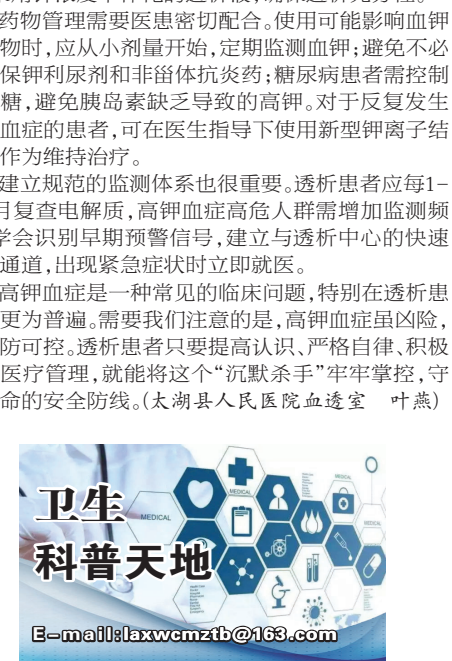 药物管理需要医患密切配合。使用可能影响血钾
物时,应从小剂量开始,定期监测血钾;避免不必
保钾利尿剂和非甾体抗炎药;糖尿病患者需控制
糖,避免胰岛素缺乏导致的高钾。对于反复发生
血症的患者,可在医生指导下使用新型钾离子结
作为维持治疗。
建立规范的监测体系也很重要。透析患者应每1-
月复查电解质,高钾血症高危人群需增加监测频
学会识别早期预警信号,建立与透析中心的快速
通道,出现紧急症状时立即就医。
高钾血症是一种常见的临床问题,特别在透析患
更为普遍。需要我们注意的是,高钾血症虽凶险,
防可控。透析患者只要提高认识、严格自律、积极
医疗管理,就能将这个“沉默杀手”牢牢掌控,守
命的安全防线。(太湖县人民医院血透室 叶燕)
卫生
科普天地
MEDICAL
MEDICAL
MEDICAL
MEDICAL
E-mail:laxwcmztb@163.com